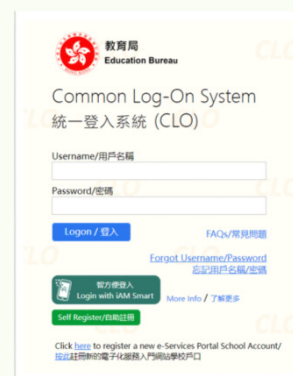 教育局
Education Bureau
Common Log-On System
統一登入系統 (CLO)
Username/用戶名稱
Password/密碼
Logon / 登入
FAQs/常見問題
Forgot Username/Password
忘記用戶名稱/密碼
智方便登入
Login with iAM Smart
More Info / 了解更多
Self Register/自助註冊
Click here to register a new e-Services Portal School Account/
按此註冊新的電子化服務入門網站學校戶口